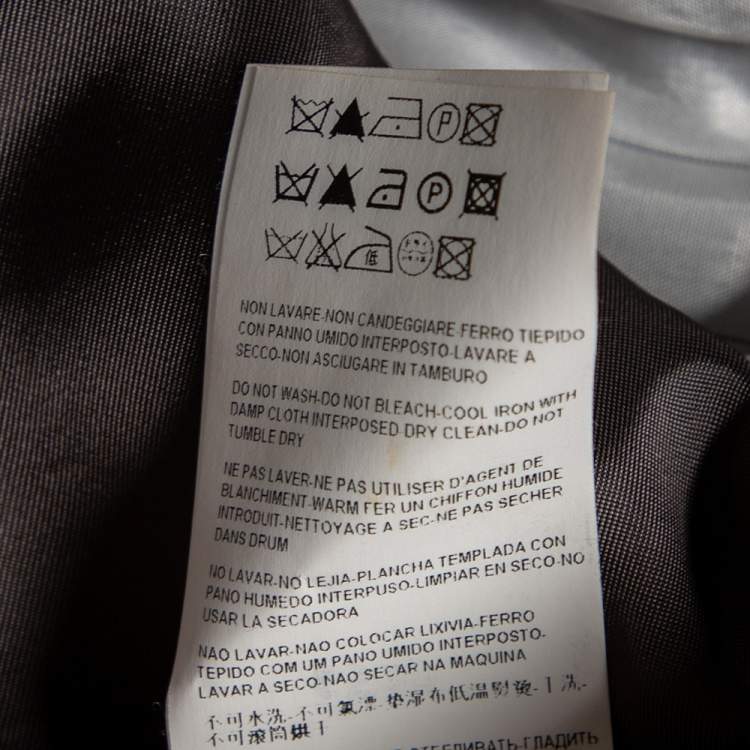 P
P
低 ドライ
NON LAVARE-NON CANDEGGIARE-FERRO TIEPIDO
CON PANNO UMIDO INTERPOSTO-LAVARE A
SECCO-NON ASCIUGARE IN TAMBURO
DO NOT WASH-DO NOT BLEACH-COOL IRON WITH
DAMP CLOTH INTERPOSED-DRY CLEAN-DO NOT
TUMBLE DRY
NE PAS LAVER-NE PAS UTILISER D'AGENT DE
BLANCHIMENT-WARM FER UN CHIFFON HUMIDE
INTRODUIT-NETTOYAGE A SEC-NE PAS SECHER
DANS DRUM
NO LAVAR-NO LEJIA-PLANCHA TEMPLADA CON
PANO HUMEDO INTERPUSO-LIMPIAR EN SECO-NO
USAR LA SECADORA
NAO LAVAR-NAO COLOCAR LIXIVIA-FERRO
TEPIDO COM UM PANO UMIDO INTERPOSTO-
LAVAR A SECO-NAO SECAR NA MAQUINA
不可水洗-不可氯漂-垫湿布低温熨烫-干洗-
不可滚筒烘干